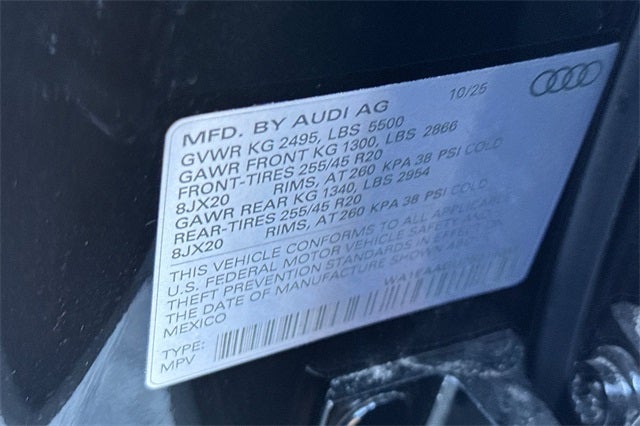 MFD. BY AUDI AG 10/25
GVWR KG 2495, LBS 5500
GAWR FRONT KG 1300, LBS 2866
FRONT-TIRES 255/45 R20
8JX20 RIMS, AT 260 KPA 38 PSI COLD
GAWR REAR KG 1340, LBS 2954
REAR-TIRES 255/45 R20
8JX20 RIMS, AT 260 KPA 38 PSI COLD
THIS VEHICLE CONFORMS TO ALL APPLICABLE
U.S. FEDERAL MOTOR VEHICLE SAFETY AND
THEFT PREVENTION STANDARDS IN EFFECT ON
THE DATE OF MANUFACTURE SHOWN ABOVE
MEXICO
TYPE:
MPV